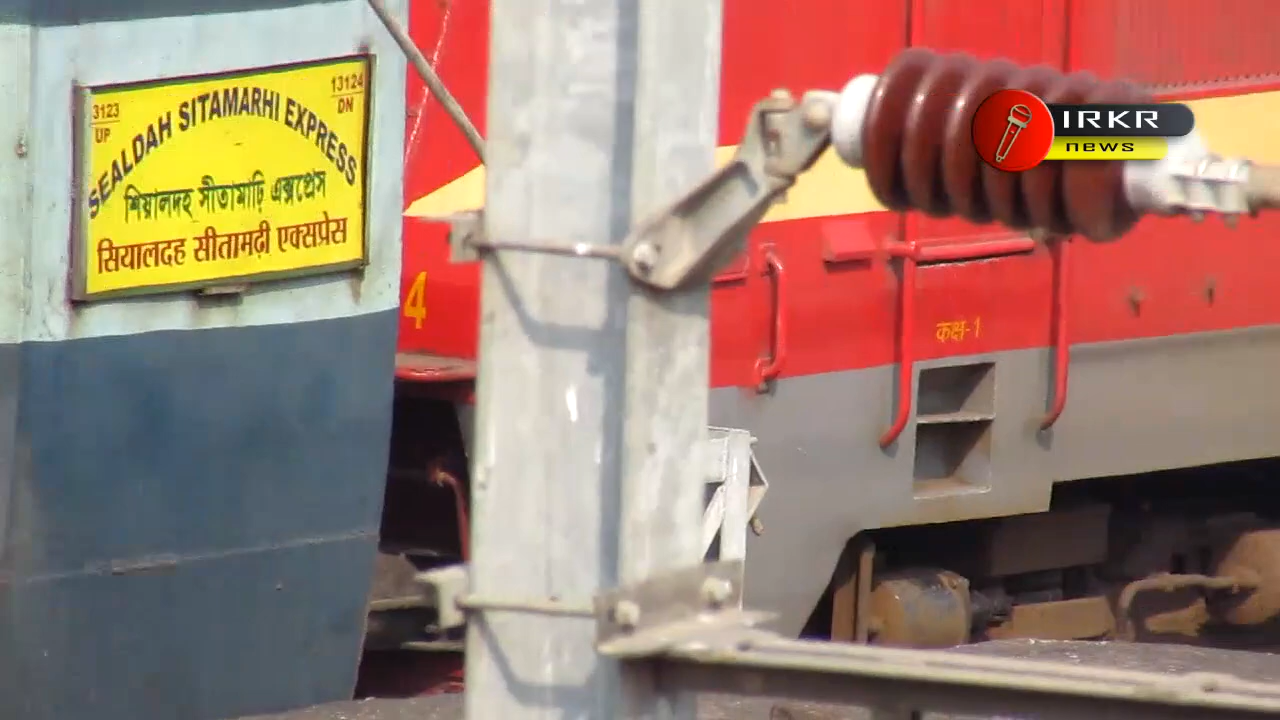 3123
UP
13124
DN
SEALDAH SITAMARHI EXPRESS
শিয়ালদহ সীতামাঢ়ি এক্সপ্রেস
सियालदह सीतामढ़ी एक्सप्रेस
4
कक्ष-1
IRKR
news